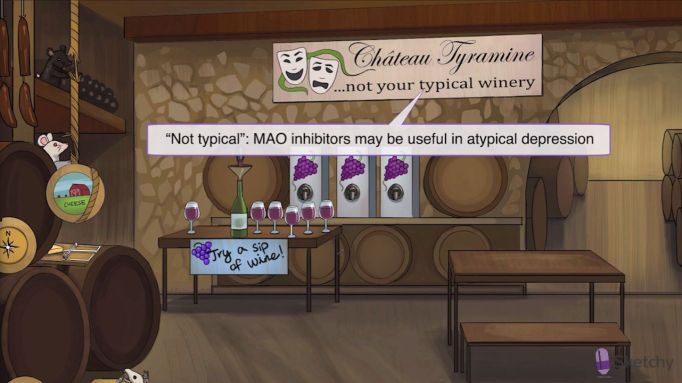 Château Tyramine
...not your typical winery
"Not typical": MAO inhibitors may be useful in atypical depression
CHEESE
N
Try a sip
of wine!
sketchy